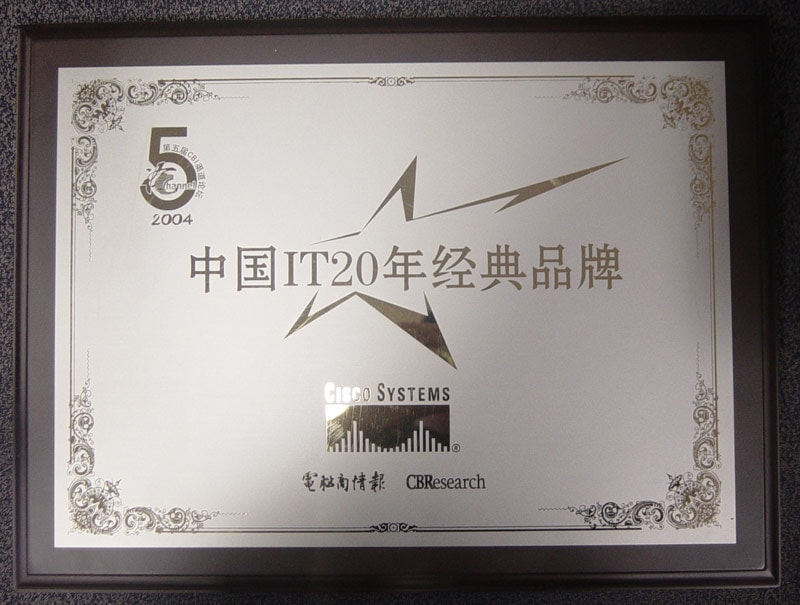 5
第五届CBI渠道论坛
Channel
2004
中国IT20年经典品牌
CISCO SYSTEMS
®
電脑商情報 CBResearch